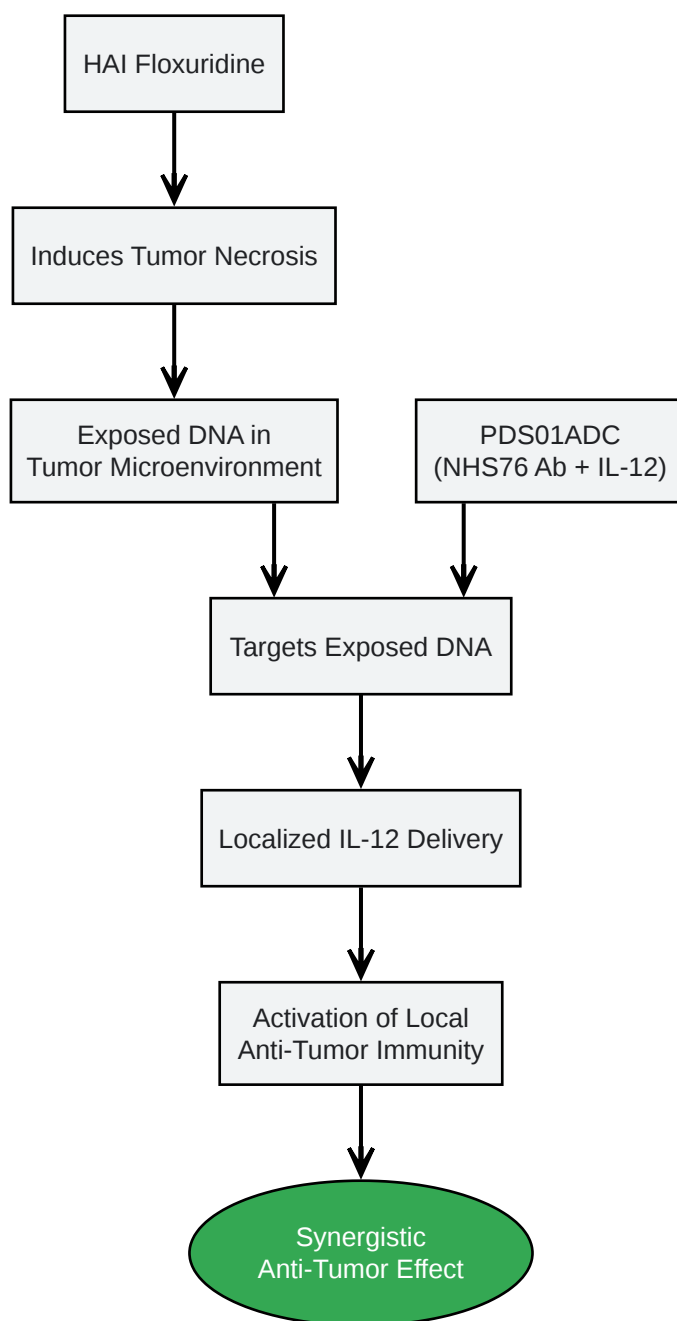 HAI Floxuridine
Induces Tumor Necrosis
Exposed DNA in
Tumor Microenvironment
PDS01ADC
(NHS76 Ab + IL-12)
Targets Exposed DNA
Localized IL-12 Delivery
Activation of Local
Anti-Tumor Immunity
Synergistic
Anti-Tumor Effect